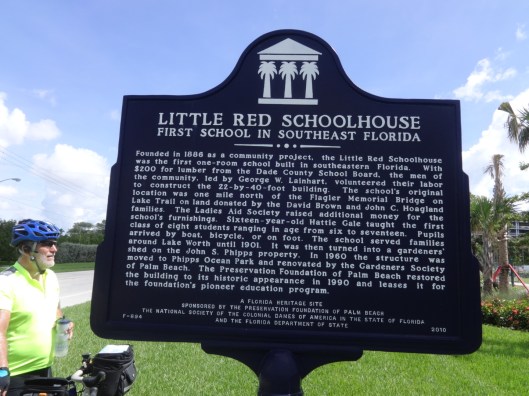 LITTLE RED SCHOOLHOUSE
FIRST SCHOOL IN SOUTHEAST FLORIDA
Founded in 1886 as a community project, the Little Red Schoolhouse
was the first one-room school built in southeastern Florida. With
$200 for lumber from the Dade County School Board, the men of
the community, led by George W. Lainhart, volunteered their labor
to construct the 22-by-40-foot building. The school's original
location was one mile north of the Flagler Memorial Bridge on
Lake Trail on land donated by the David Brown and John C. Hoagland
families. The Ladies Aid Society raised additional money for the
school's furnishings. Sixteen-year-old Hattie Gale taught the first
class of eight students ranging in age from six to seventeen. Pupils
arrived by boat, bicycle, or on foot. The school served families
around Lake Worth until 1901. It was then turned into a gardeners'
shed on the John S. Phipps property. In 1960 the structure was
moved to Phipps Ocean Park and renovated by the Gardeners Society
of Palm Beach. The Preservation Foundation of Palm Beach restored
the building to its historic appearance in 1990 and leases it for
the foundation's pioneer education program.
A FLORIDA HERITAGE SITE
SPONSORED BY THE PRESERVATION FOUNDATION OF PALM BEACH
THE NATIONAL SOCIETY OF THE COLONIAL DAMES OF AMERICA IN THE STATE OF FLORIDA
AND THE FLORIDA DEPARTMENT OF STATE
F-694 2010